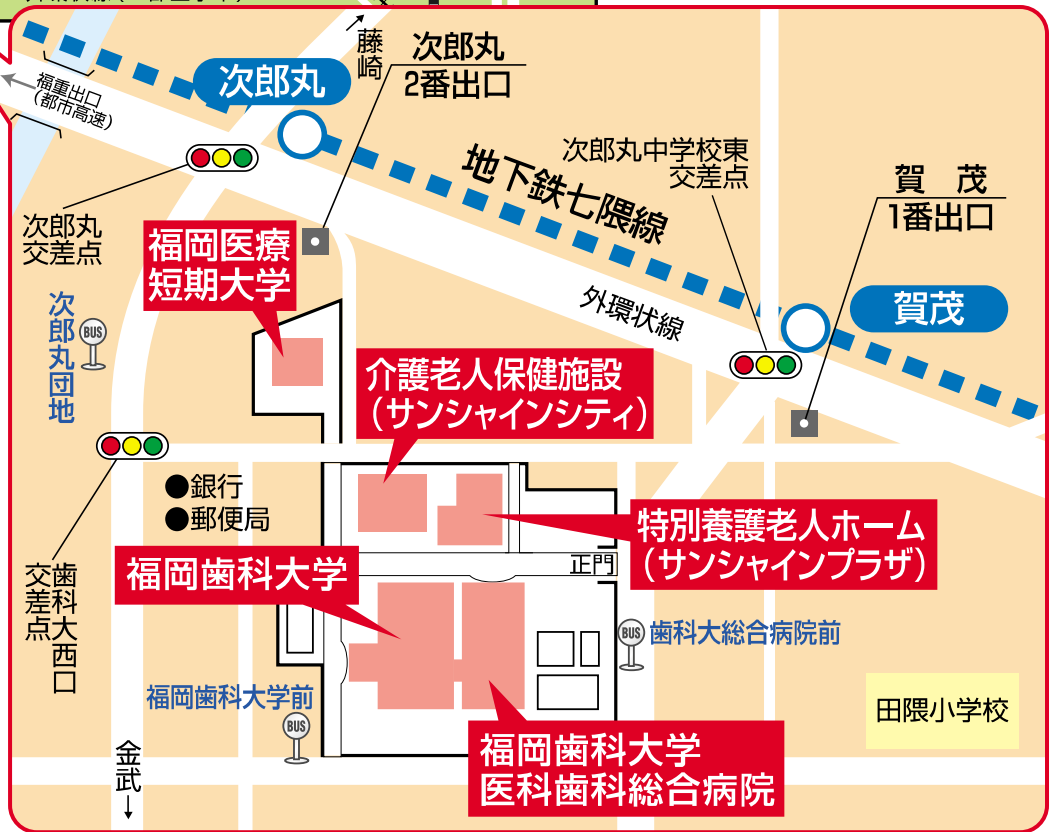 藤崎
次郎丸
2番出口
次郎丸
福重出口
(都市高速)
地下鉄七隈線
次郎丸中学校東
交差点
賀 茂
1番出口
次郎丸
交差点
福岡医療
短期大学
外環状線
賀茂
次郎丸団地
BUS
介護老人保健施設
(サンシャインシティ)
●銀行
●郵便局
特別養護老人ホーム
(サンシャインプラザ)
正門
福岡歯科大学
歯科大西口
交差点
BUS
歯科大総合病院前
福岡歯科大学前
BUS
田隈小学校
福岡歯科大学
医科歯科総合病院
金武